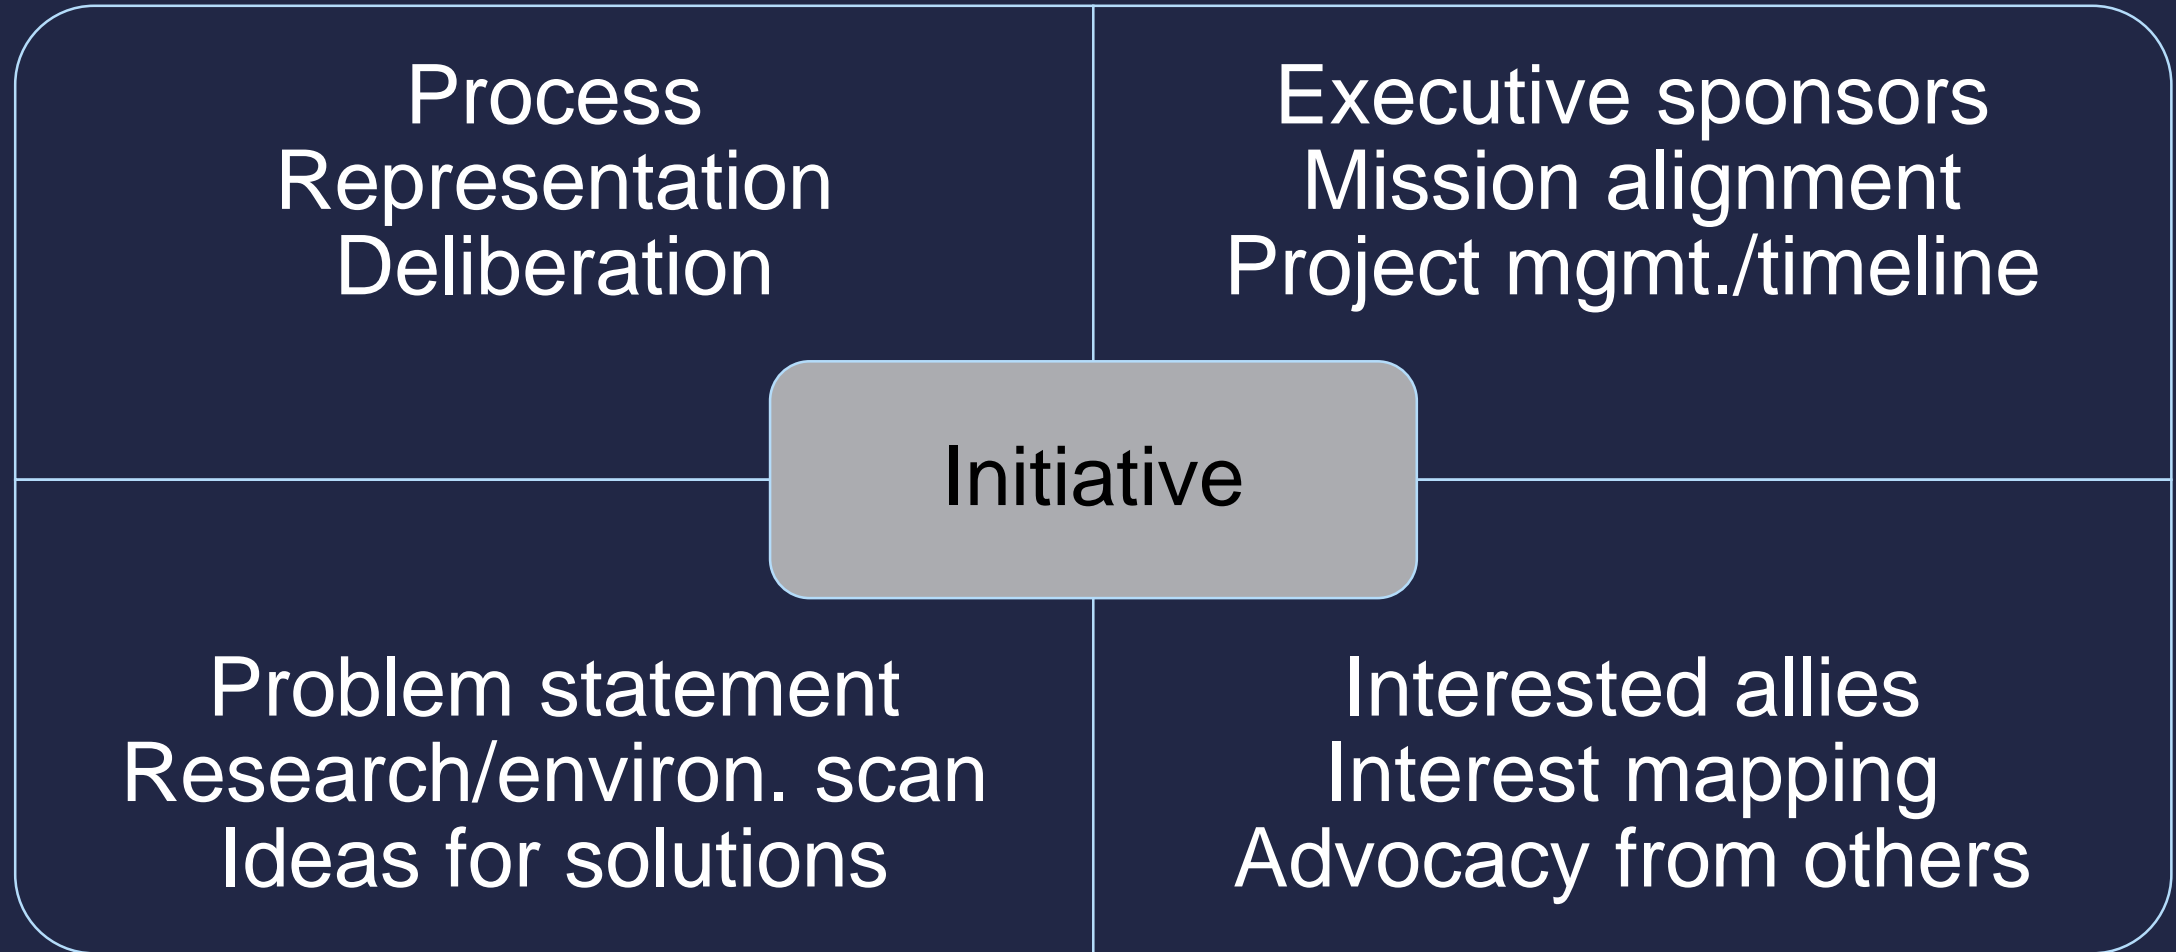 Process
Representation
Deliberation
Executive sponsors
Mission alignment
Project mgmt./timeline
Initiative
Problem statement
Research/environ. scan
Ideas for solutions
Interested allies
Interest mapping
Advocacy from others